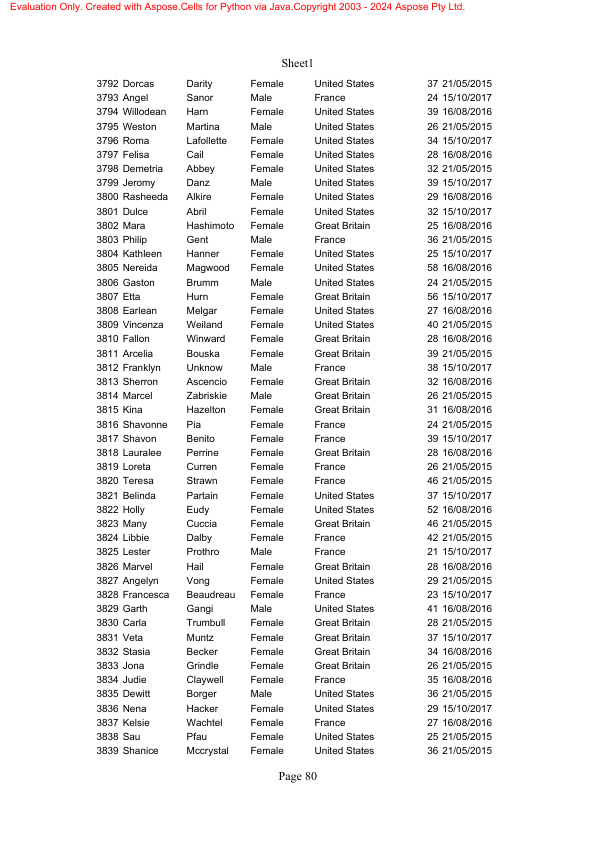 Evaluation Only. Created with Aspose.Cells for Python via Java.Copyright 2003 - 2024 Aspose Pty Ltd.
Sheet1
3792 Dorcas Darity Female United States 37 21/05/2015
3793 Angel Sanor Male France 24 15/10/2017
3794 Willodean Harn Female United States 39 16/08/2016
3795 Weston Martina Male United States 26 21/05/2015
3796 Roma Lafollette Female United States 34 15/10/2017
3797 Felisa Cail Female United States 28 16/08/2016
3798 Demetria Abbey Female United States 32 21/05/2015
3799 Jeromy Danz Male United States 39 15/10/2017
3800 Rasheeda Alkire Female United States 29 16/08/2016
3801 Dulce Abril Female United States 32 15/10/2017
3802 Mara Hashimoto Female Great Britain 25 16/08/2016
3803 Philip Gent Male France 36 21/05/2015
3804 Kathleen Hanner Female United States 25 15/10/2017
3805 Nereida Magwood Female United States 58 16/08/2016
3806 Gaston Brumm Male United States 24 21/05/2015
3807 Etta Hurn Female Great Britain 56 15/10/2017
3808 Earlean Melgar Female United States 27 16/08/2016
3809 Vincenza Weiland Female United States 40 21/05/2015
3810 Fallon Winward Female Great Britain 28 16/08/2016
3811 Arcelia Bouska Female Great Britain 39 21/05/2015
3812 Franklyn Unknow Male France 38 15/10/2017
3813 Sherron Ascencio Female Great Britain 32 16/08/2016
3814 Marcel Zabriskie Male Great Britain 26 21/05/2015
3815 Kina Hazelton Female Great Britain 31 16/08/2016
3816 Shavonne Pia Female France 24 21/05/2015
3817 Shavon Benito Female France 39 15/10/2017
3818 Lauralee Perrine Female Great Britain 28 16/08/2016
3819 Loreta Curren Female France 26 21/05/2015
3820 Teresa Strawn Female France 46 21/05/2015
3821 Belinda Partain Female United States 37 15/10/2017
3822 Holly Eudy Female United States 52 16/08/2016
3823 Many Cuccia Female Great Britain 46 21/05/2015
3824 Libbie Dalby Female France 42 21/05/2015
3825 Lester Prothro Male France 21 15/10/2017
3826 Marvel Hail Female Great Britain 28 16/08/2016
3827 Angelyn Vong Female United States 29 21/05/2015
3828 Francesca Beaudreau Female France 23 15/10/2017
3829 Garth Gangi Male United States 41 16/08/2016
3830 Carla Trumbull Female Great Britain 28 21/05/2015
3831 Veta Muntz Female Great Britain 37 15/10/2017
3832 Stasia Becker Female Great Britain 34 16/08/2016
3833 Jona Grindle Female Great Britain 26 21/05/2015
3834 Judie Claywell Female France 35 16/08/2016
3835 Dewitt Borger Male United States 36 21/05/2015
3836 Nena Hacker Female United States 29 15/10/2017
3837 Kelsie Wachtel Female France 27 16/08/2016
3838 Sau Pfau Female United States 25 21/05/2015
3839 Shanice Mccrystal Female United States 36 21/05/2015
Page 80